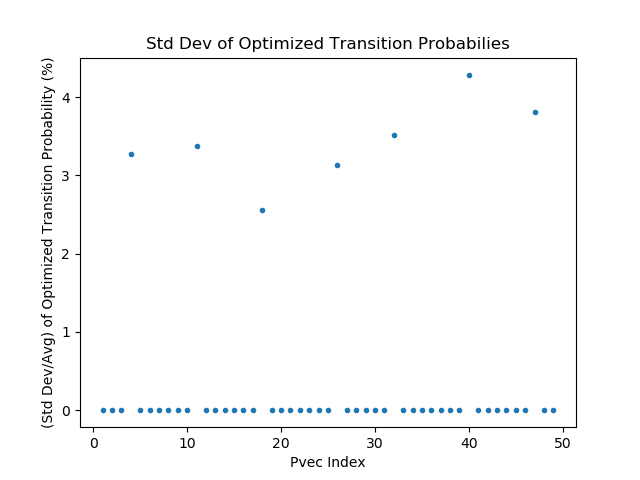 Std Dev of Optimized Transition Probabilies
(Std Dev/Avg) of Optimized Transition Probability (%)
4
3
2
1
0
0 10 20 30 40 50
Pvec Index